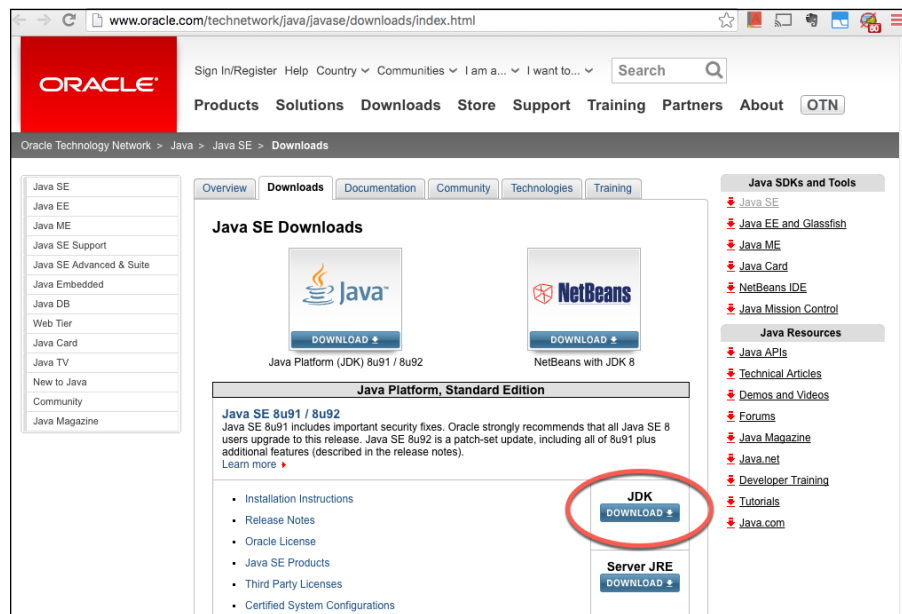 www.oracle.com/technetwork/java/javase/downloads/index.html
60
ORACLE
Sign In/Register Help Country Communities I am a... I want to... Search
Products Solutions Downloads Store Support Training Partners About OTN
Oracle Technology Network > Java > Java SE > Downloads
Java SE
Java EE
Java ME
Java SE Support
Java SE Advanced & Suite
Java Embedded
Java DB
Web Tier
Java Card
Java TV
New to Java
Community
Java Magazine
Overview Downloads Documentation Community Technologies Training
Java SE Downloads
Java
DOWNLOAD
Java Platform (JDK) 8u91 / 8u92
NetBeans
DOWNLOAD
NetBeans with JDK 8
Java Platform, Standard Edition
Java SE 8u91 / 8u92
Java SE 8u91 includes important security fixes. Oracle strongly recommends that all Java SE 8
users upgrade to this release. Java SE 8u92 is a patch-set update, including all of 8u91 plus
additional features (described in the release notes).
Learn more
Installation Instructions
Release Notes
Oracle License
Java SE Products
Third Party Licenses
Certified System Configurations
JDK
DOWNLOAD
Server JRE
DOWNLOAD
Java SDKs and Tools
Java SE
Java EE and Glassfish
Java ME
Java Card
NetBeans IDE
Java Mission Control
Java Resources
Java APIs
Technical Articles
Demos and Videos
Forums
Java Magazine
Java.net
Developer Training
Tutorials
Java.com